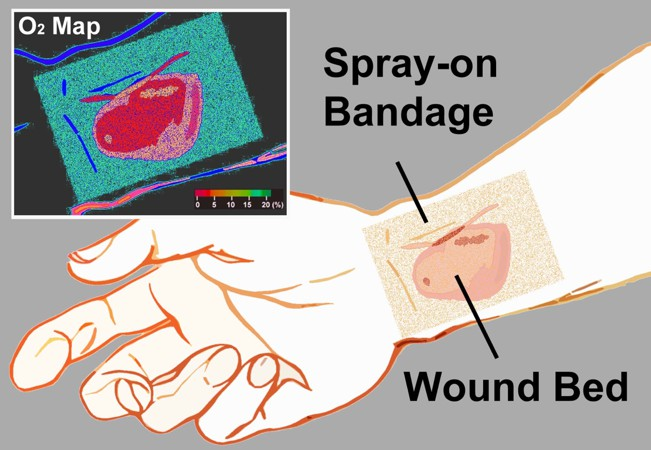 O₂ Map
Spray-on
Bandage
0 5 10 15 20 (%)
Wound Bed